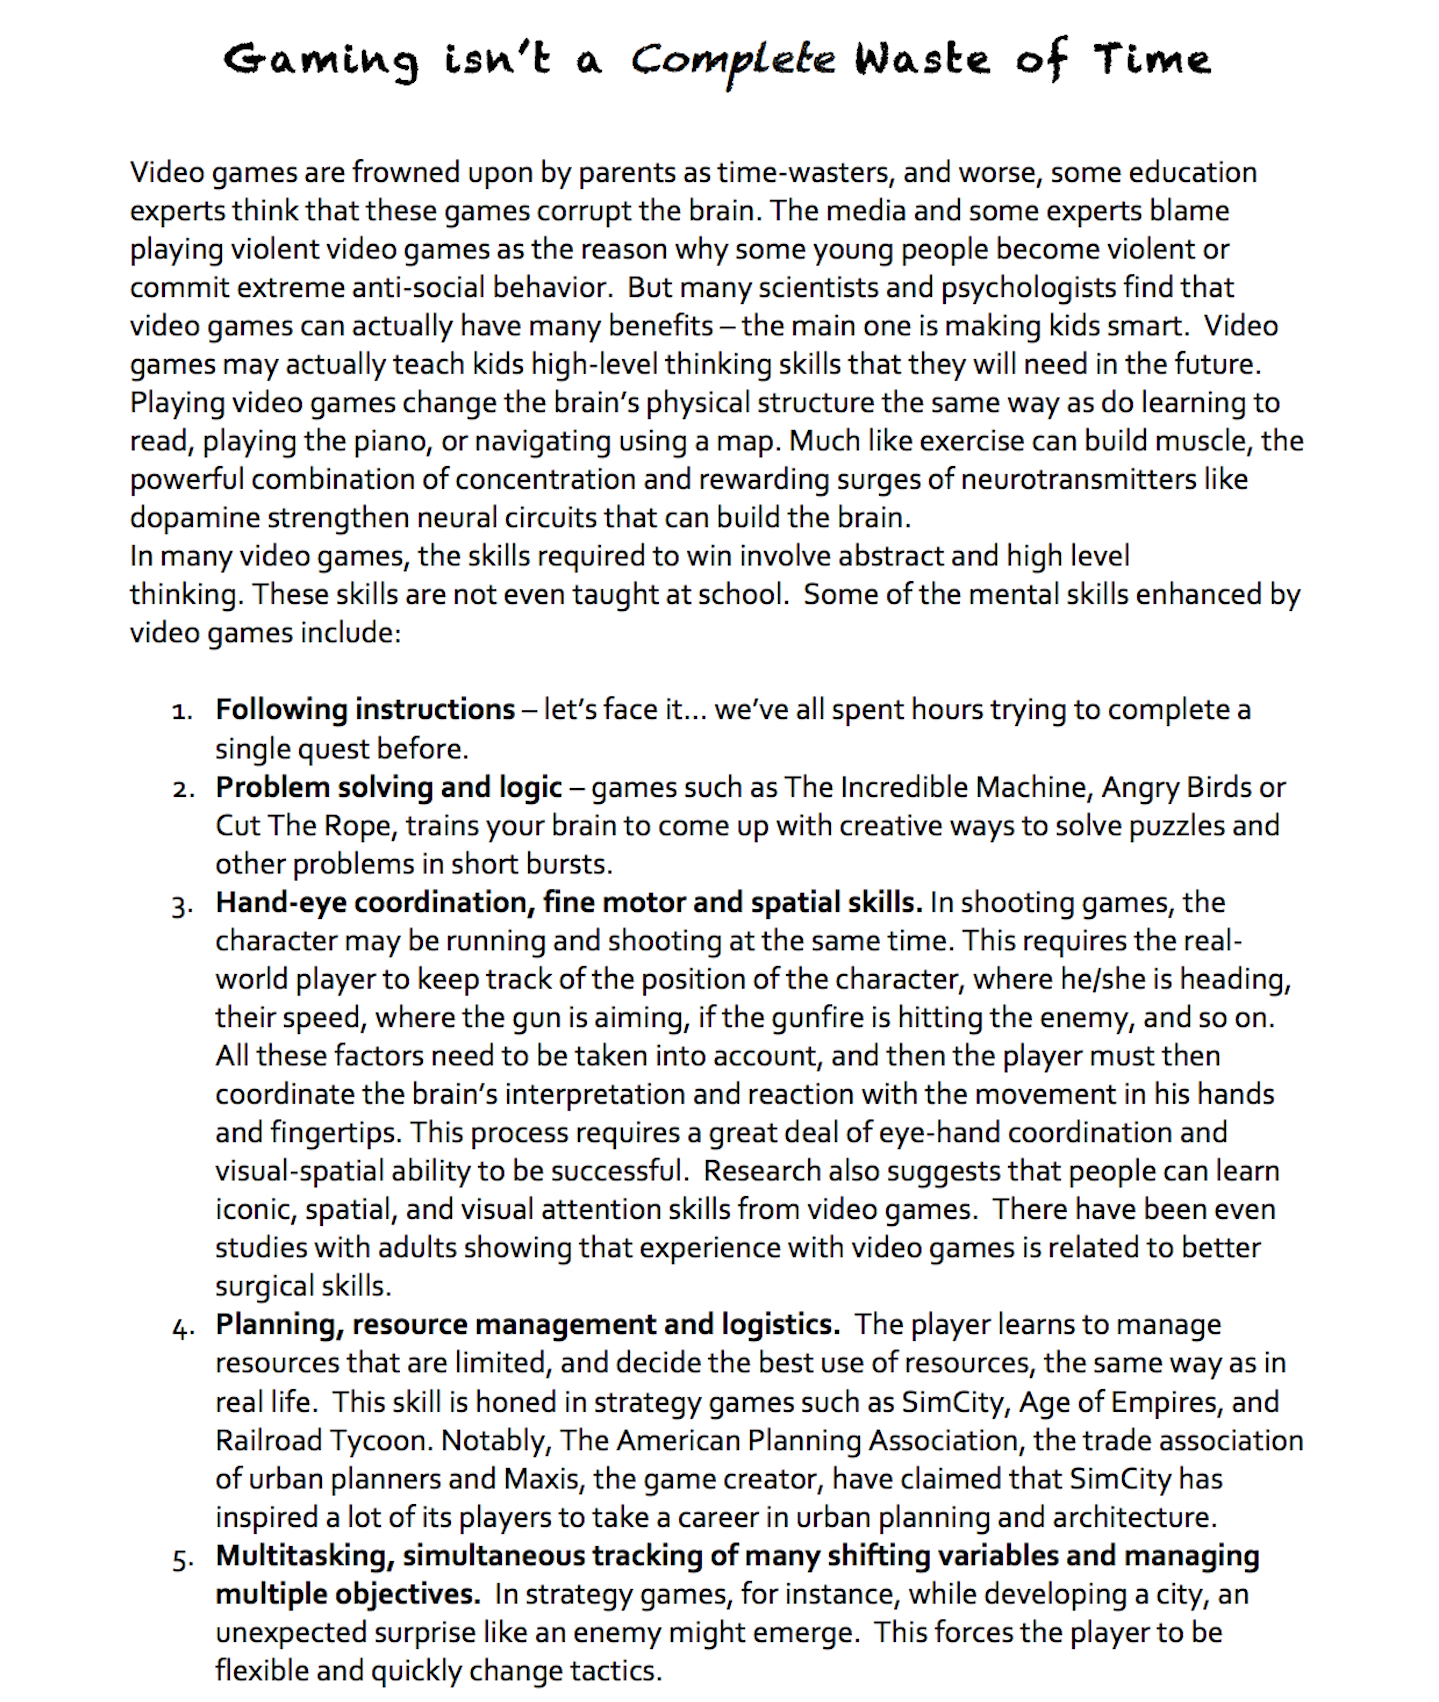 Gaming isn't a Complete Waste of Time
Video games are frowned upon by parents as time-wasters, and worse, some education
experts think that these games corrupt the brain. The media and some experts blame
playing violent video games as the reason why some young people become violent or
commit extreme anti-social behavior.  But many scientists and psychologists find that
video games can actually have many benefits – the main one is making kids smart.  Video
games may actually teach kids high-level thinking skills that they will need in the future.
Playing video games change the brain's physical structure the same way as do learning to
read, playing the piano, or navigating using a map. Much like exercise can build muscle, the
powerful combination of concentration and rewarding surges of neurotransmitters like
dopamine strengthen neural circuits that can build the brain.
In many video games, the skills required to win involve abstract and high level
thinking. These skills are not even taught at school.  Some of the mental skills enhanced by
video games include:
1. Following instructions – let's face it... we've all spent hours trying to complete a
single quest before.
2. Problem solving and logic – games such as The Incredible Machine, Angry Birds or
Cut The Rope, trains your brain to come up with creative ways to solve puzzles and
other problems in short bursts.
3. Hand-eye coordination, fine motor and spatial skills. In shooting games, the
character may be running and shooting at the same time. This requires the real-
world player to keep track of the position of the character, where he/she is heading,
their speed, where the gun is aiming, if the gunfire is hitting the enemy, and so on.
All these factors need to be taken into account, and then the player must then
coordinate the brain's interpretation and reaction with the movement in his hands
and fingertips. This process requires a great deal of eye-hand coordination and
visual-spatial ability to be successful.  Research also suggests that people can learn
iconic, spatial, and visual attention skills from video games.  There have been even
studies with adults showing that experience with video games is related to better
surgical skills.
4. Planning, resource management and logistics.  The player learns to manage
resources that are limited, and decide the best use of resources, the same way as in
real life.  This skill is honed in strategy games such as SimCity, Age of Empires, and
Railroad Tycoon. Notably, The American Planning Association, the trade association
of urban planners and Maxis, the game creator, have claimed that SimCity has
inspired a lot of its players to take a career in urban planning and architecture.
5. Multitasking, simultaneous tracking of many shifting variables and managing
multiple objectives.  In strategy games, for instance, while developing a city, an
unexpected surprise like an enemy might emerge.  This forces the player to be
flexible and quickly change tactics.